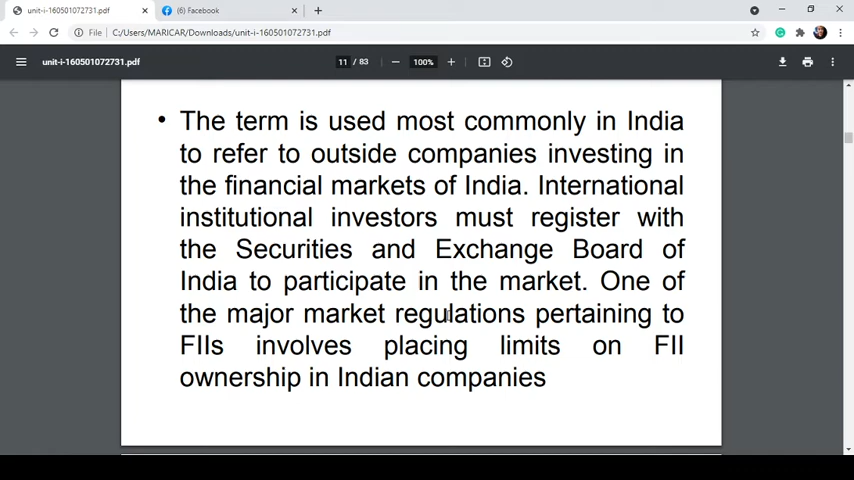 unit-i-160501072731.pdf
(6) Facebook
File
C:/Users/MARICAR/Downloads/unit-i-160501072731.pdf
unit-i-160501072731.pdf
11 / 83
100%
• The term is used most commonly in India
to refer to outside companies investing in
the financial markets of India. International
institutional investors must register with
the Securities and Exchange Board of
India to participate in the market. One of
the major market regulations pertaining to
FIIs involves placing limits on FII
ownership in Indian companies